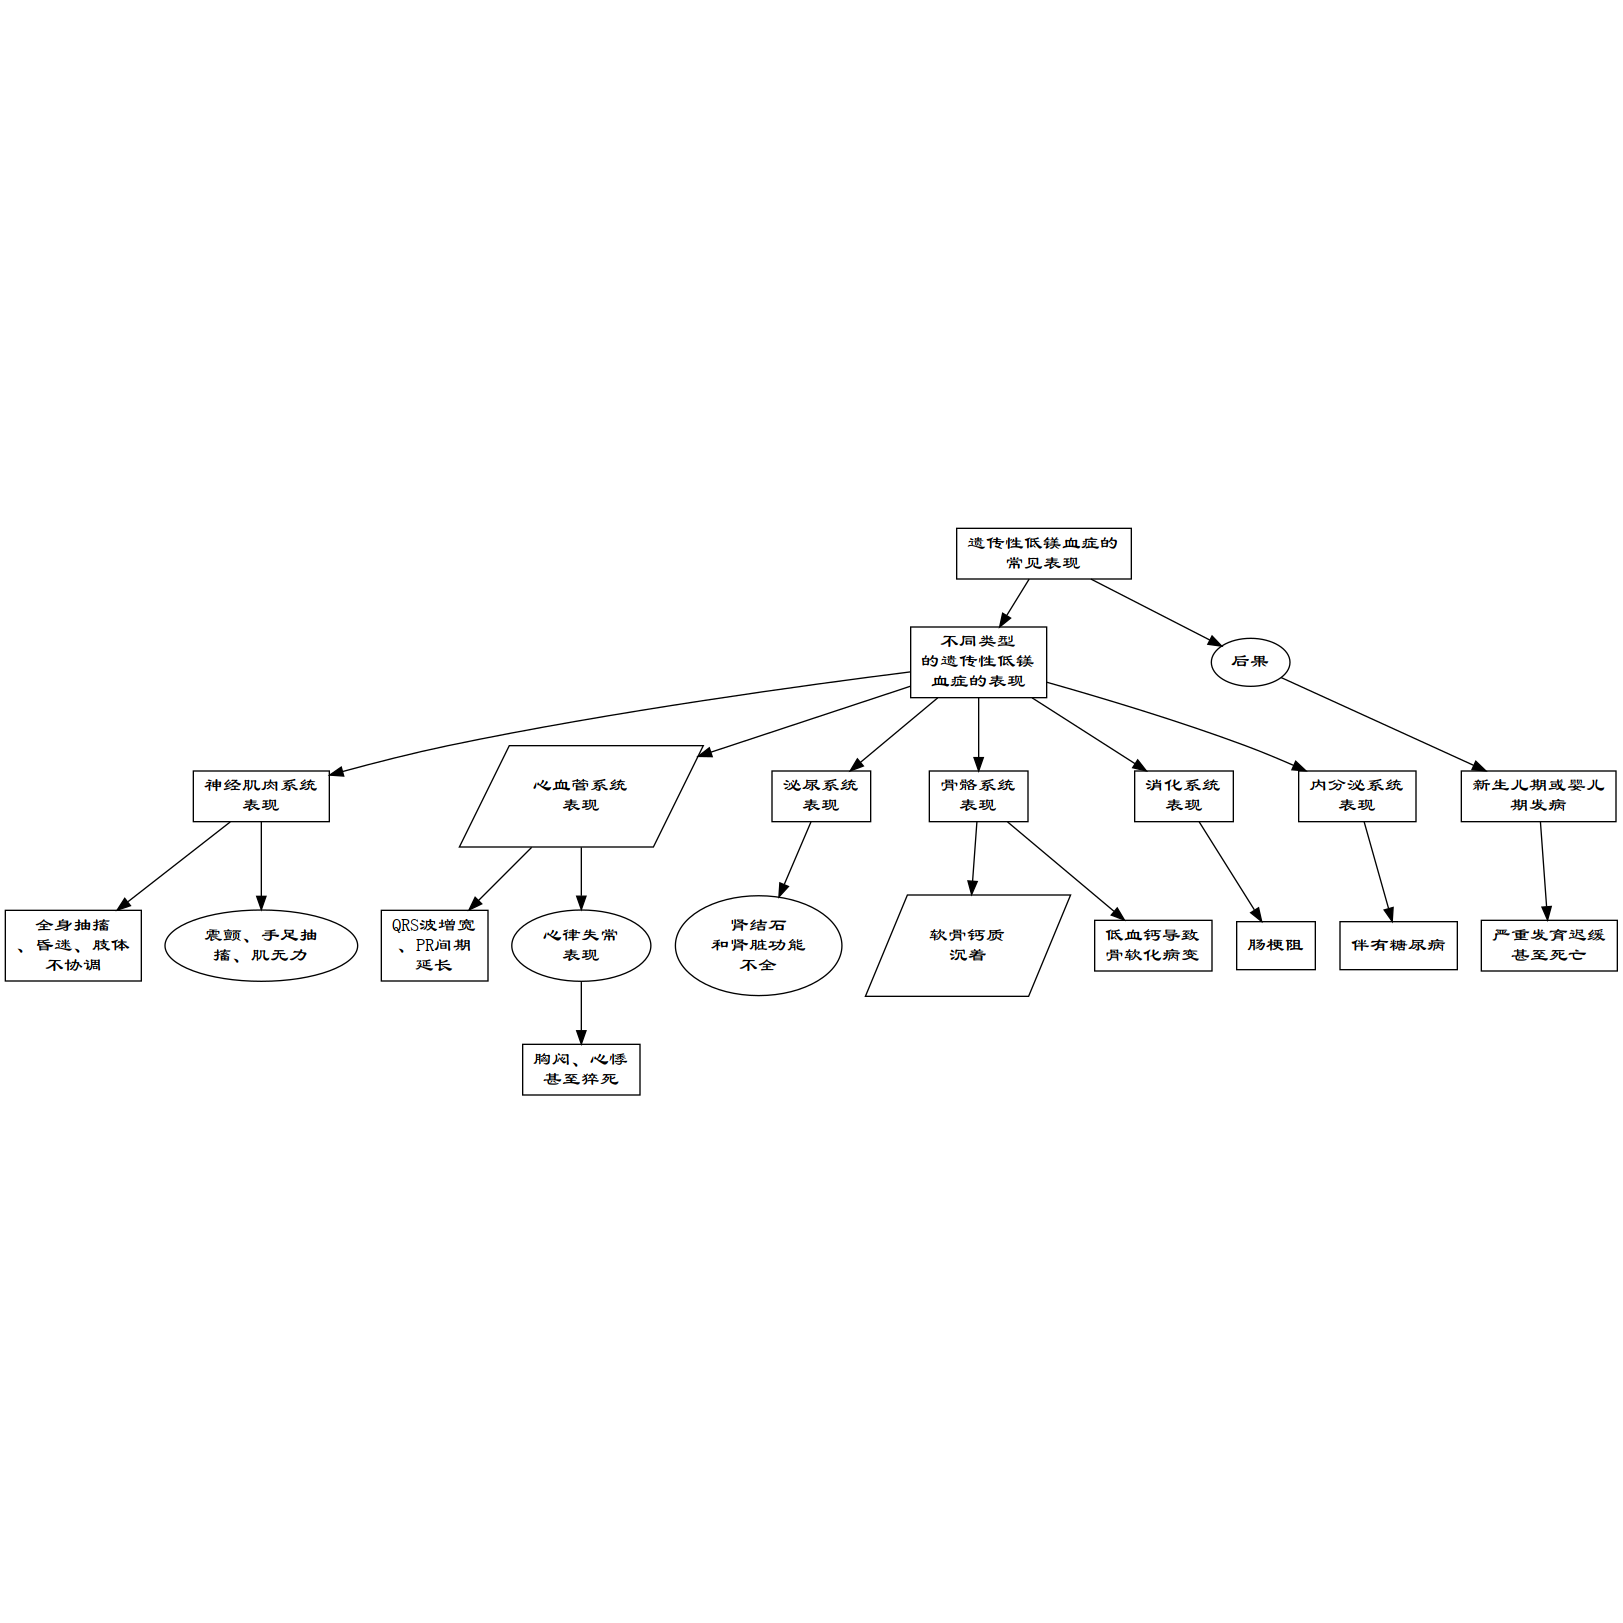 遗传性低镁血症的
常见表现
不同类型
的遗传性低镁
血症的表现
后果
神经肌肉系统
表现
心血管系统
表现
泌尿系统
表现
骨骼系统
表现
消化系统
表现
内分泌系统
表现
新生儿期或婴儿
期发病
全身抽搐
、昏迷、肢体
不协调
震颤、手足抽
搐、肌无力
QRS波增宽
、PR间期
延长
心律失常
表现
肾结石
和肾脏功能
不全
软骨钙质
沉着
低血钙导致
骨软化病变
肠梗阻
伴有糖尿病
严重发育迟缓
甚至死亡
胸闷、心悸
甚至猝死